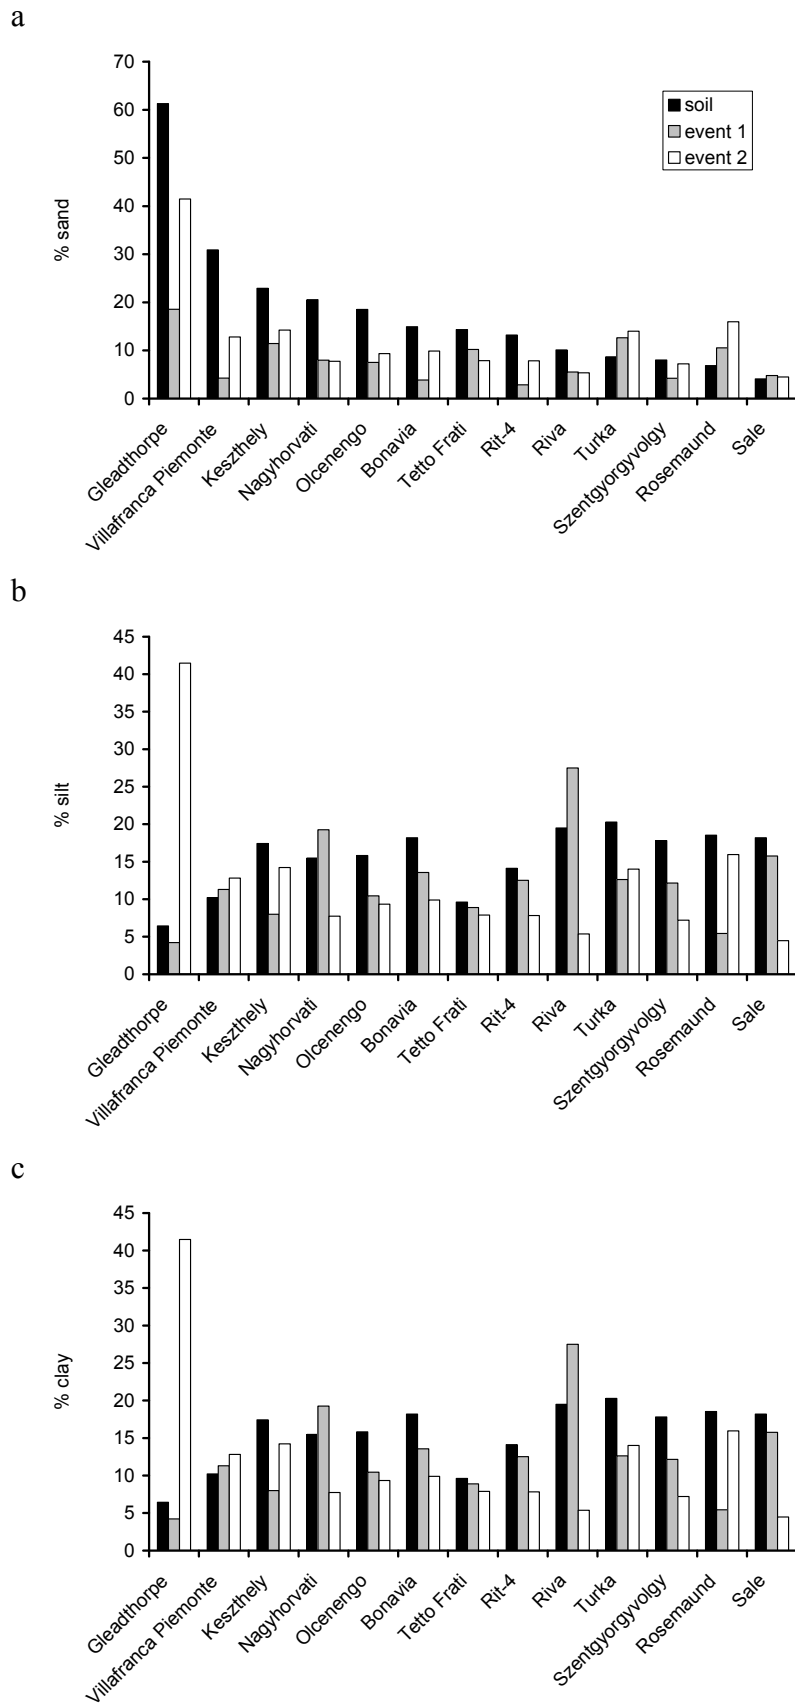 a
70
60
50
40
30
20
10
0
% sand
soil
event 1
event 2
Gleadthorpe
Villafranca Piemonte
Keszthely
Nagyhorvati
Olcenengo
Bonavia
Tetto Frati
Rit-4
Riva
Turka
Szentgyorgyvolgy
Rosemaund
Sale
b
45
40
35
30
25
20
15
10
5
0
% silt
Gleadthorpe
Villafranca Piemonte
Keszthely
Nagyhorvati
Olcenengo
Bonavia
Tetto Frati
Rit-4
Riva
Turka
Szentgyorgyvolgy
Rosemaund
Sale
c
45
40
35
30
25
20
15
10
5
0
% clay
Gleadthorpe
Villafranca Piemonte
Keszthely
Nagyhorvati
Olcenengo
Bonavia
Tetto Frati
Rit-4
Riva
Turka
Szentgyorgyvolgy
Rosemaund
Sale